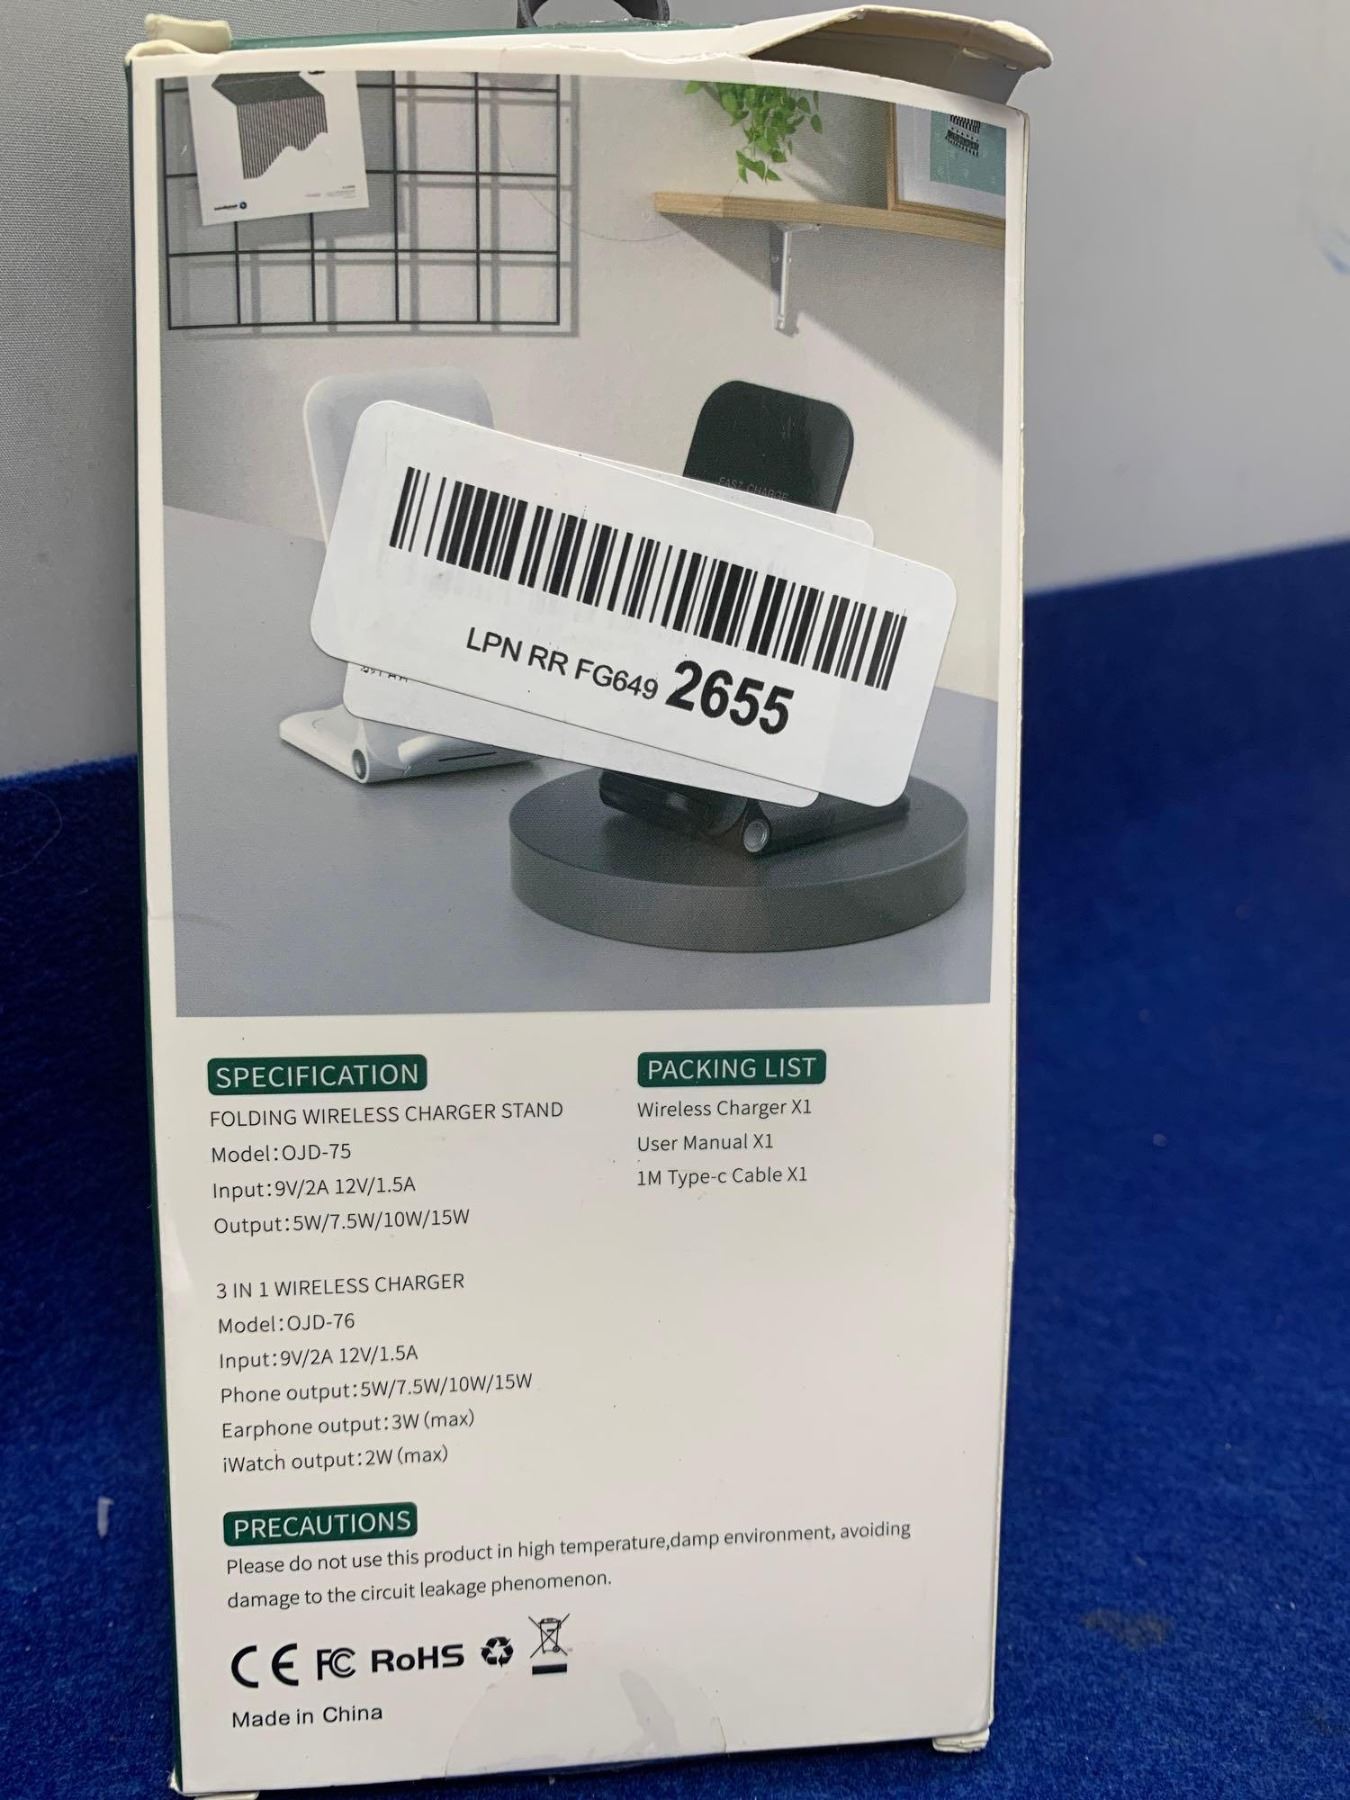 FAST CHARGE
LPN RR FG649 2655
SPECIFICATION
FOLDING WIRELESS CHARGER STAND
Model:OJD-75
Input:9V/2A 12V/1.5A
Output:5W/7.5W/10W/15W
3 IN 1 WIRELESS CHARGER
Model:OJD-76
Input:9V/2A 12V/1.5A
Phone output:5W/7.5W/10W/15W
Earphone output:3W(max)
iWatch output:2W(max)
PACKING LIST
Wireless Charger X1
User Manual X1
1M Type-c Cable X1
PRECAUTIONS
Please do not use this product in high temperature,damp environment, avoiding
damage to the circuit leakage phenomenon.
CE FC RoHS
Made in China